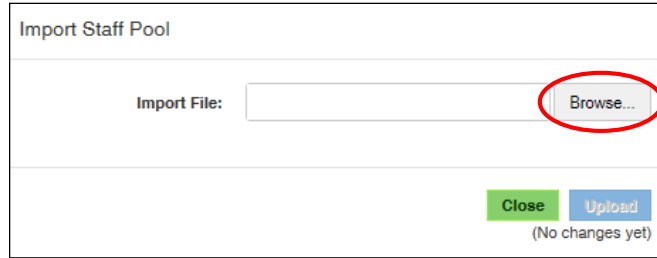 Import Staff Pool
Import File:
Browse...
Close
Upload
(No changes yet)